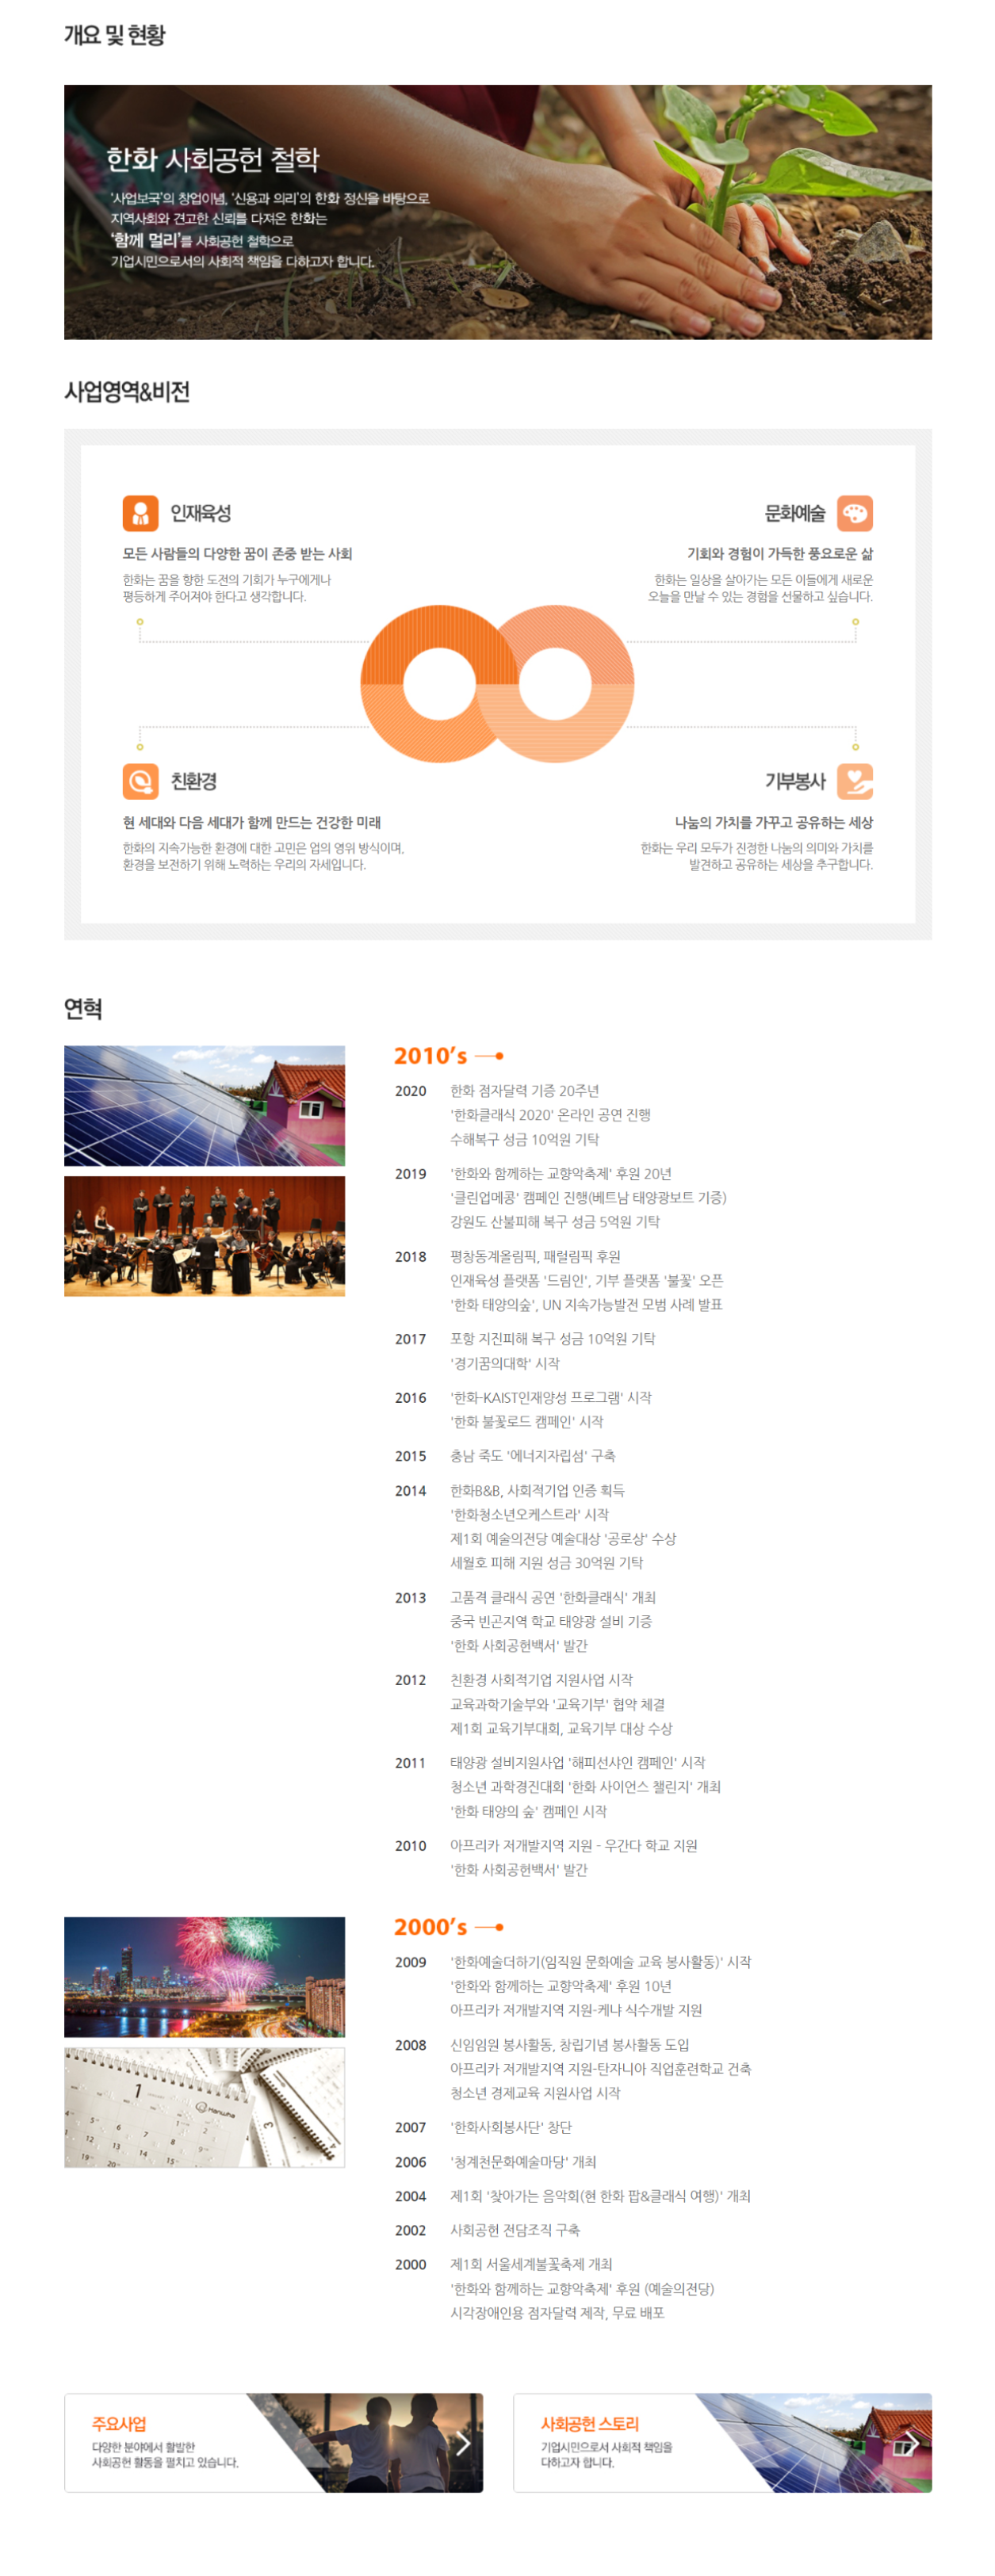 개요 및 현황
한화 사회공헌 철학
'사업보국'의 창업이념, '신용과 의리'의 한화 정신을 바탕으로
지역사회와 견고한 신뢰를 다져온 한화는
'함께 멀리'를 사회공헌 철학으로
기업시민으로서의 사회적 책임을 다하고자 합니다.
사업영역&비전
인재육성
모든 사람들의 다양한 꿈이 존중 받는 사회
한화는 꿈을 향한 도전의 기회가 누구에게나
평등하게 주어져야 한다고 생각합니다.
문화예술
기회와 경험이 가득한 풍요로운 삶
한화는 일상을 살아가는 모든 이들에게 새로운
오늘을 만날 수 있는 경험을 선물하고 싶습니다.
친환경
현 세대와 다음 세대가 함께 만드는 건강한 미래
한화의 지속가능한 환경에 대한 고민은 업의 영위 방식이며,
환경을 보전하기 위해 노력하는 우리의 자세입니다.
기부봉사
나눔의 가치를 가꾸고 공유하는 세상
한화는 우리 모두가 진정한 나눔의 의미와 가치를
발견하고 공유하는 세상을 추구합니다.
연혁
2010's
2020 한화 점자달력 기증 20주년
'한화클래식 2020' 온라인 공연 진행
수해복구 성금 10억원 기탁
2019 '한화와 함께하는 교향악축제' 후원 20년
'클린업메콩' 캠페인 진행(베트남 태양광보트 기증)
강원도 산불피해 복구 성금 5억원 기탁
2018 평창동계올림픽, 패럴림픽 후원
인재육성 플랫폼 '드림인', 기부 플랫폼 '불꽃' 오픈
'한화 태양의숲', UN 지속가능발전 모범 사례 발표
2017 포항 지진피해 복구 성금 10억원 기탁
'경기꿈의대학' 시작
2016 '한화-KAIST인재양성 프로그램' 시작
'한화 불꽃로드 캠페인' 시작
2015 충남 죽도 '에너지자립섬' 구축
2014 한화B&B, 사회적기업 인증 획득
'한화청소년오케스트라' 시작
제1회 예술의전당 예술대상 '공로상' 수상
세월호 피해 지원 성금 30억원 기탁
2013 고품격 클래식 공연 '한화클래식' 개최
중국 빈곤지역 학교 태양광 설비 기증
'한화 사회공헌백서' 발간
2012 친환경 사회적기업 지원사업 시작
교육과학기술부와 '교육기부' 협약 체결
제1회 교육기부대회, 교육기부 대상 수상
2011 태양광 설비지원사업 '해피선샤인 캠페인' 시작
청소년 과학경진대회 '한화 사이언스 챌린지' 개최
'한화 태양의 숲' 캠페인 시작
2010 아프리카 저개발지역 지원 - 우간다 학교 지원
'한화 사회공헌백서' 발간
2000's
2009 '한화예술더하기(임직원 문화예술 교육 봉사활동)' 시작
'한화와 함께하는 교향악축제' 후원 10년
아프리카 저개발지역 지원-케냐 식수개발 지원
2008 신임임원 봉사활동, 창립기념 봉사활동 도입
아프리카 저개발지역 지원-탄자니아 직업훈련학교 건축
청소년 경제교육 지원사업 시작
2007 '한화사회봉사단' 창단
2006 '청계천문화예술마당' 개최
2004 제1회 '찾아가는 음악회(현 한화 팝&클래식 여행)' 개최
2002 사회공헌 전담조직 구축
2000 제1회 서울세계불꽃축제 개최
'한화와 함께하는 교향악축제' 후원 (예술의전당)
시각장애인용 점자달력 제작, 무료 배포
Hanwha
주요사업
다양한 분야에서 활발한
사회공헌 활동을 펼치고 있습니다.
사회공헌 스토리
기업시민으로서 사회적 책임을
다하고자 합니다.